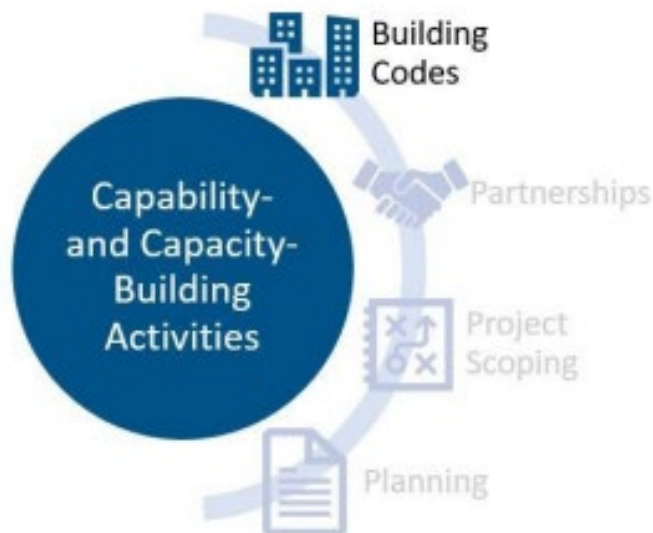 Building
Codes
Capability-
and Capacity-
Building
Activities
Partnerships
Project
Scoping
Planning